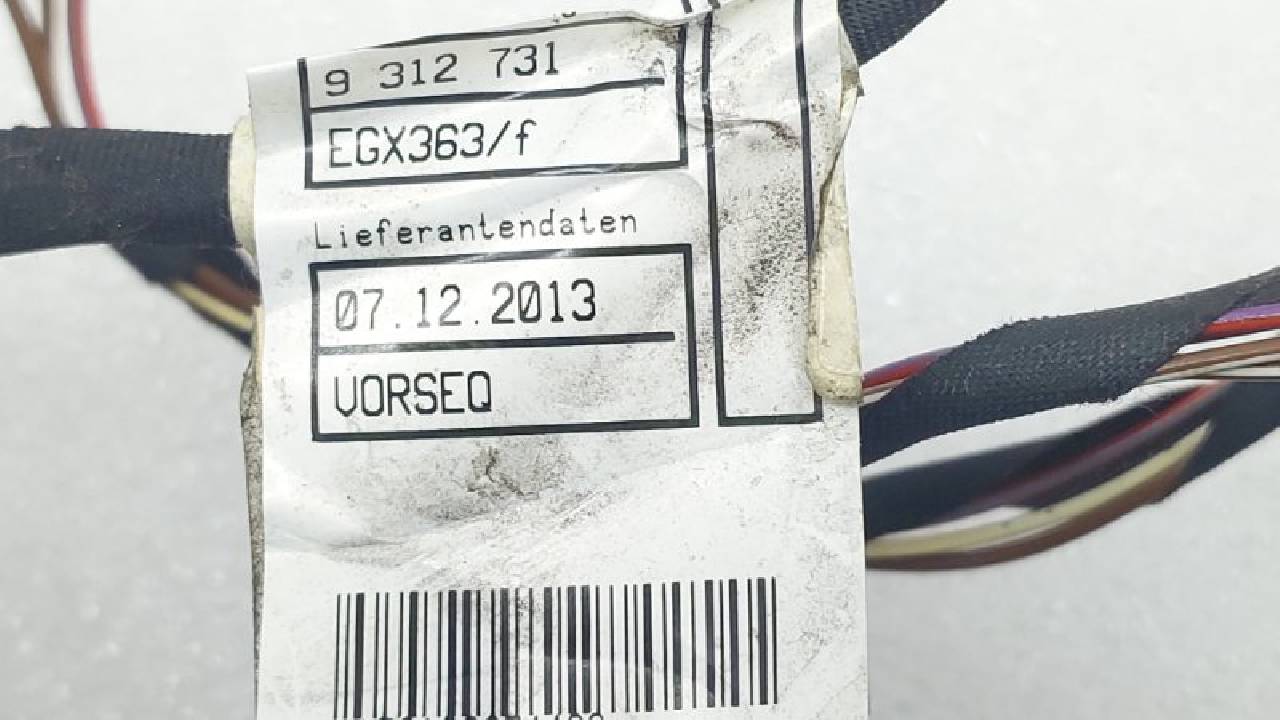 9 312 731
EGX363/f
Lieferantendaten
07.12.2013
VORSEQ